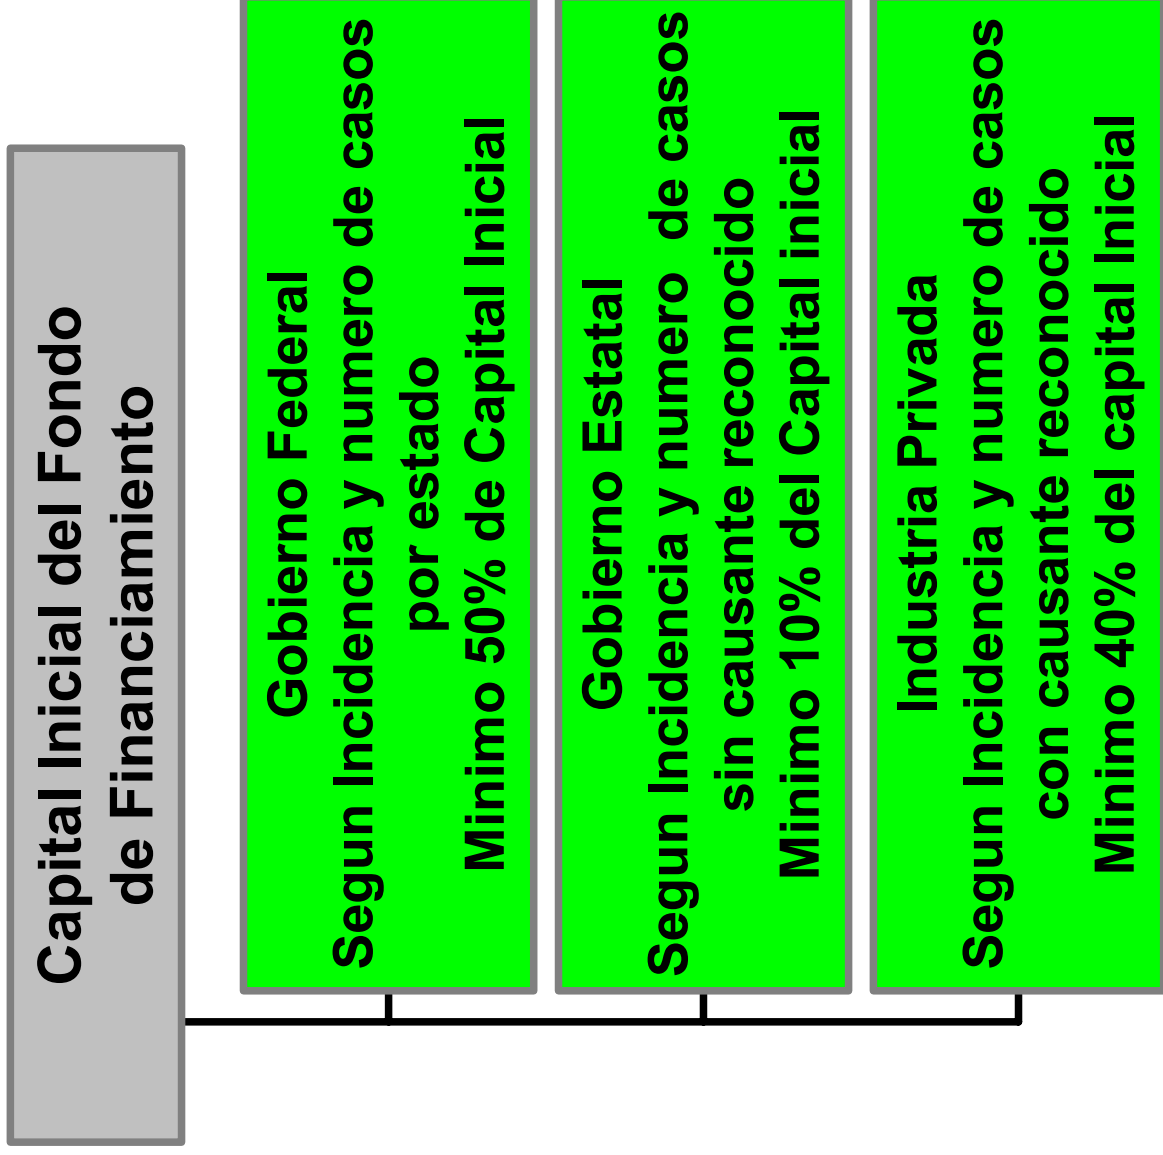 Capital Inicial del Fondo
de Financiamiento
Gobierno Federal
Segun Incidencia y numero de casos
por estado
Minimo 50% de Capital Inicial
Gobierno Estatal
Segun Incidencia y numero  de casos
sin causante reconocido
Minimo 10% del Capital inicial
Industria Privada
Segun Incidencia y numero de casos
con causante reconocido
Minimo 40% del capital Inicial